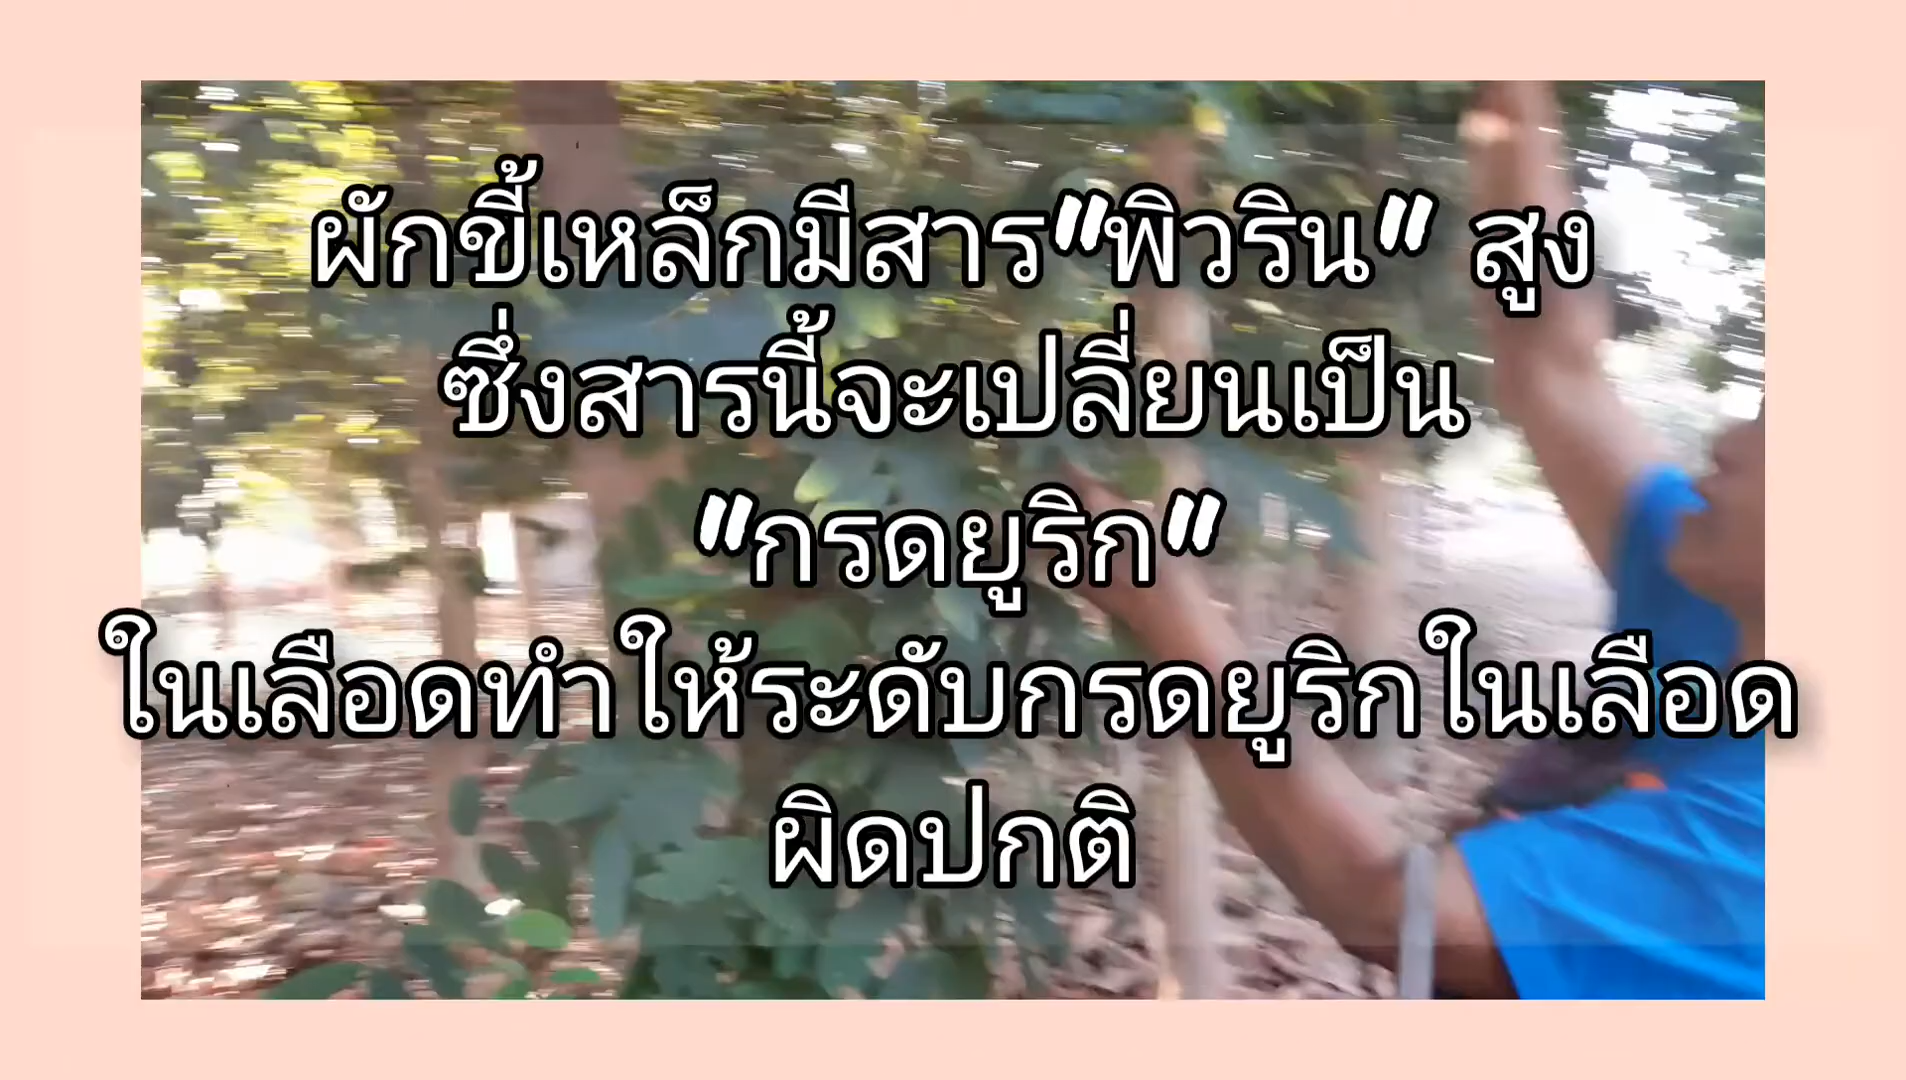 ผักขี้เหล็กมีสาร"พิวริน" สูง
ซึ่งสารนี้จะเปลี่ยนเป็น
"กรดยูริก"
ในเลือดทำให้ระดับกรดยูริกในเลือด
ผิดปกติ